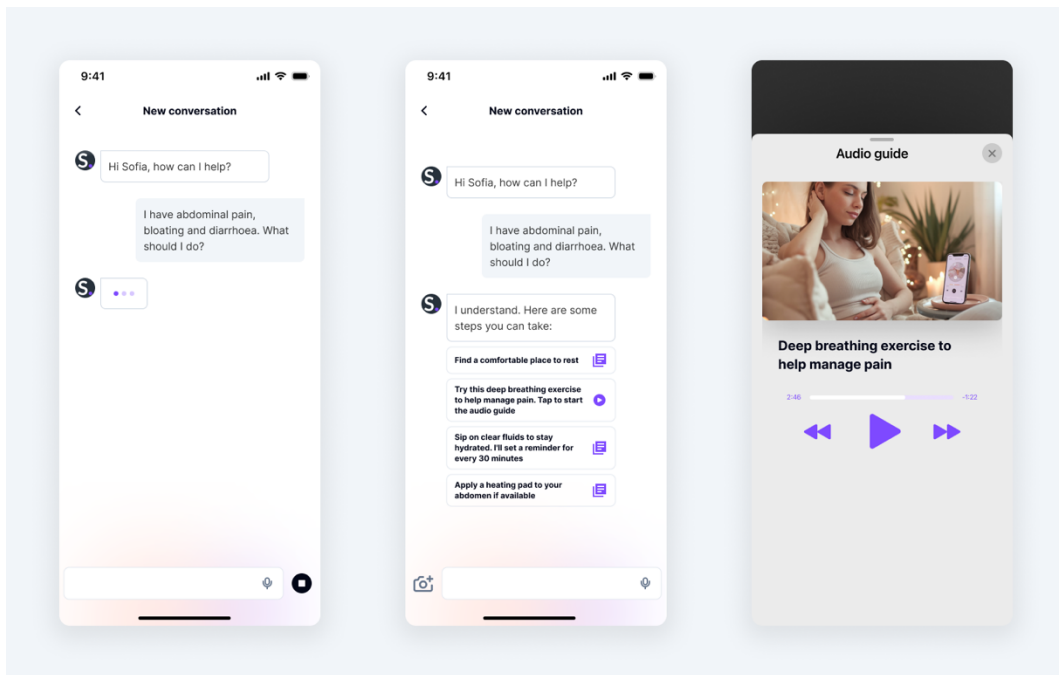 9:41
New conversation
S.
Hi Sofia, how can I help?
I have abdominal pain,
bloating and diarrhoea. What
should I do?
S.
9:41
New conversation
S.
Hi Sofia, how can I help?
I have abdominal pain,
bloating and diarrhoea. What
should I do?
S.
I understand. Here are some
steps you can take:
Find a comfortable place to rest
Try this deep breathing exercise
to help manage pain. Tap to start
the audio guide
Sip on clear fluids to stay
hydrated. I'll set a reminder for
every 30 minutes
Apply a heating pad to your
abdomen if available
Audio guide
Deep breathing exercise to
help manage pain
2:46
-1:22